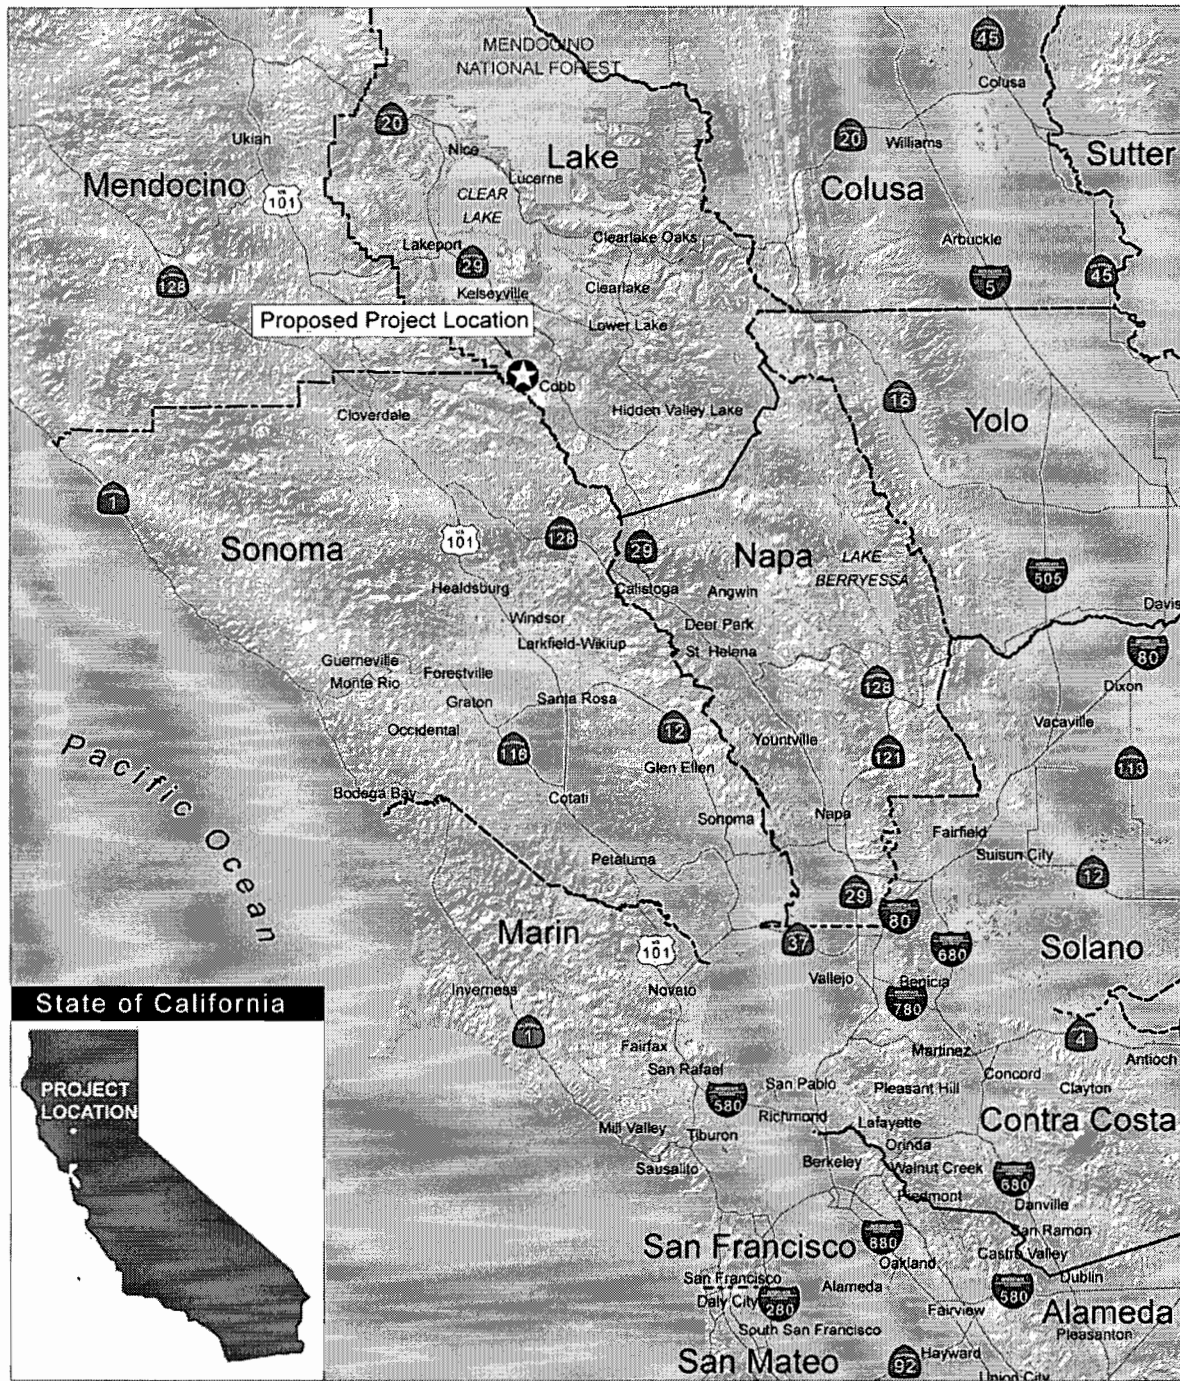 MENDOCINO
NATIONAL FOREST
45
Colusa
20
Ukiah
Nice
Lake
20
Williams
Sutter
Mendocino
Lucerne
Colusa
US
101
CLEAR
LAKE
Lakeport
Clearlake Oaks
Arbuckle
128
29
5
45
Kelseyville
Clearlake
Proposed Project Location
Lower Lake
Cobb
16
Cloverdale
Hidden Valley Lake
Yolo
1
Sonoma
US
101
128
29
Napa
LAKE
BERRYESSA
505
Healdsburg
Calistoga
Angwin
Davis
Windsor
Deer Park
Larkfield-Wikiup
St. Helena
80
Guerneville
Forestville
Monte Rio
128
Dixon
Graton
Santa Rosa
Occidental
12
Vacaville
116
Yountville
121
113
Glen Ellen
Pacific Ocean
Bodega Bay
Cotati
Sonoma
Napa
Fairfield
Petaluma
Suisun City
12
29
80
Marin
US
101
37
680
Solano
Vallejo
Benicia
Inverness
Novato
780
State of California
1
4
Fairfax
Martinez
Antioch
San Rafael
Concord
San Pablo
Pleasant Hill
Clayton
PROJECT
LOCATION
580
Richmond
Lafayette
Contra Costa
Mill Valley
Tiburon
Orinda
Sausalito
Berkeley
Walnut Creek
680
Piedmont
Danville
San Ramon
San Francisco
880
Castro Valley
Oakland
San Francisco
Alameda
Dublin
Daly City
280
580
Fairview
Alameda
South San Francisco
Pleasanton
San Mateo
92
Hayward
Union City